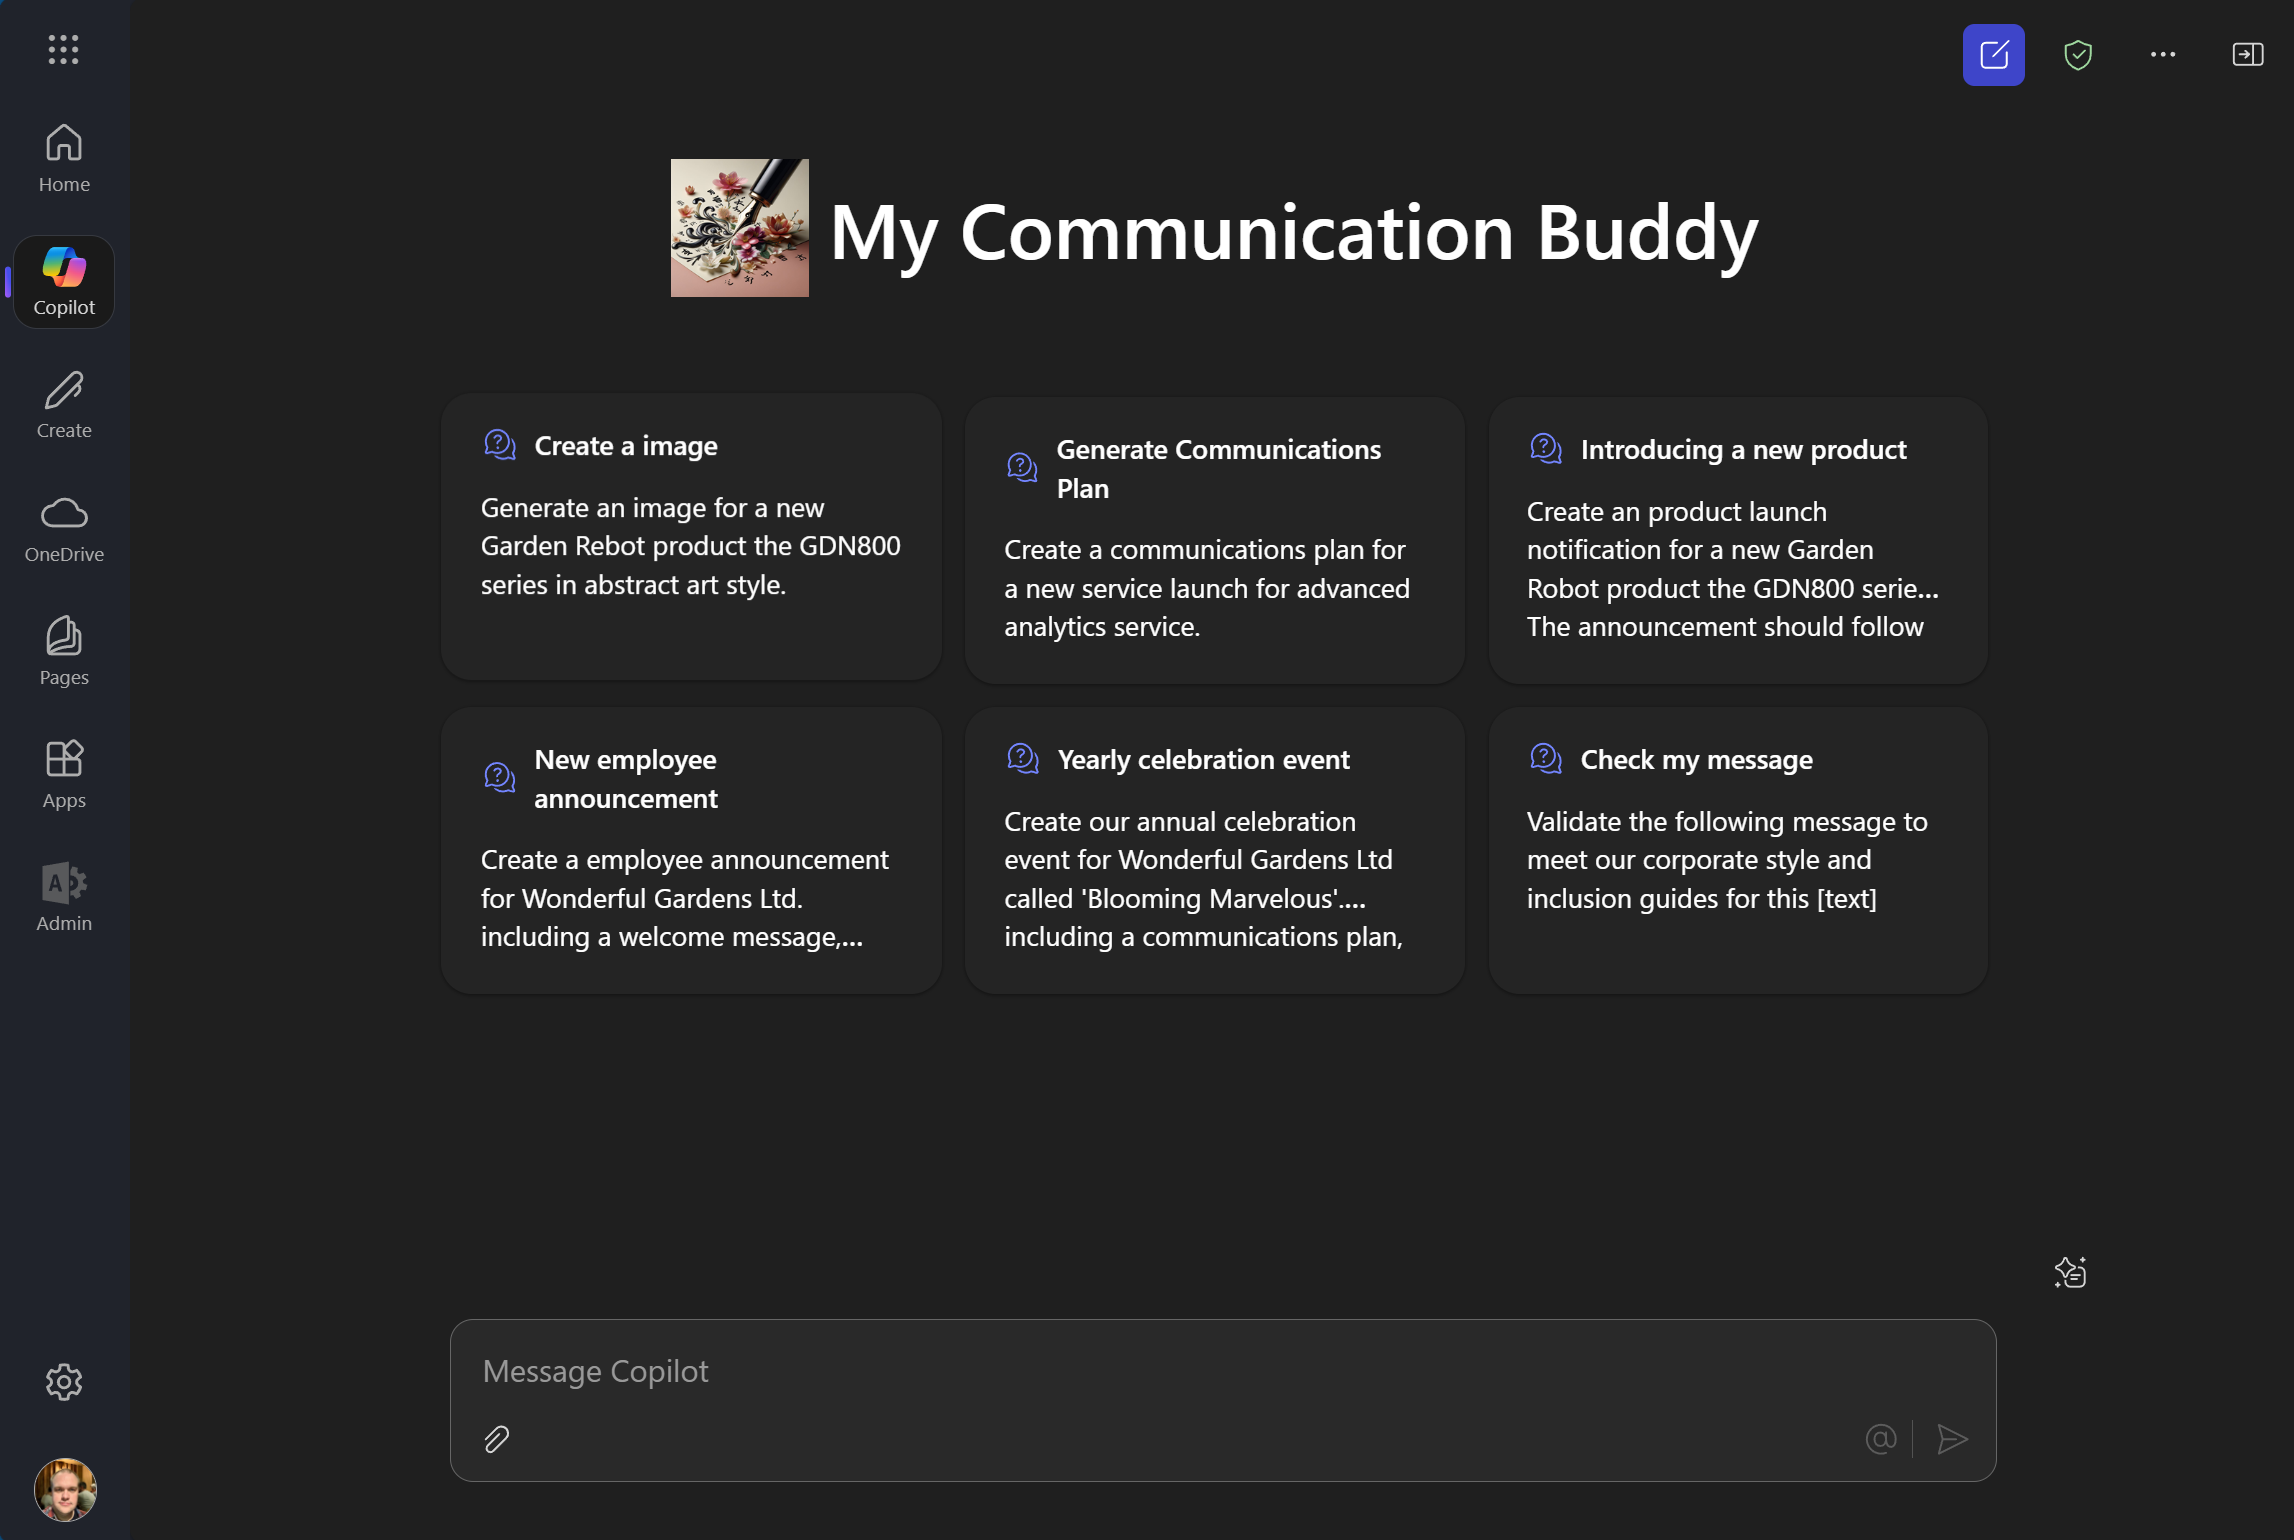 Home
Copilot
Create
OneDrive
Pages
Apps
Admin
My Communication Buddy
Create a image
Generate an image for a new
Garden Rebot product the GDN800
series in abstract art style.
Generate Communications
Plan
Create a communications plan for
a new service launch for advanced
analytics service.
Introducing a new product
Create an product launch
notification for a new Garden
Robot product the GDN800 serie...
The announcement should follow
New employee
announcement
Create a employee announcement
for Wonderful Gardens Ltd.
including a welcome message,...
Yearly celebration event
Create our annual celebration
event for Wonderful Gardens Ltd
called 'Blooming Marvelous'....
including a communications plan,
Check my message
Validate the following message to
meet our corporate style and
inclusion guides for this [text]
Message Copilot